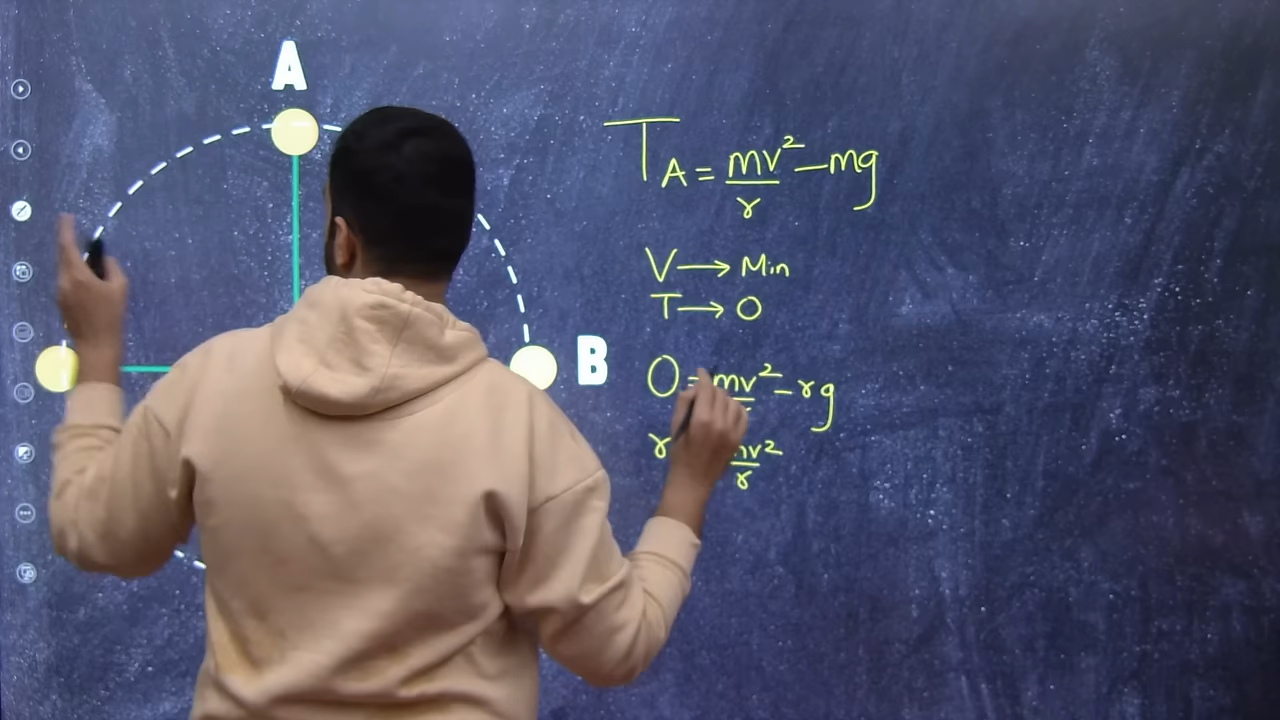 A
B
T_A = mv²/r - mg
V → Min
T → 0
0 = mv² - rg
r mv²/r